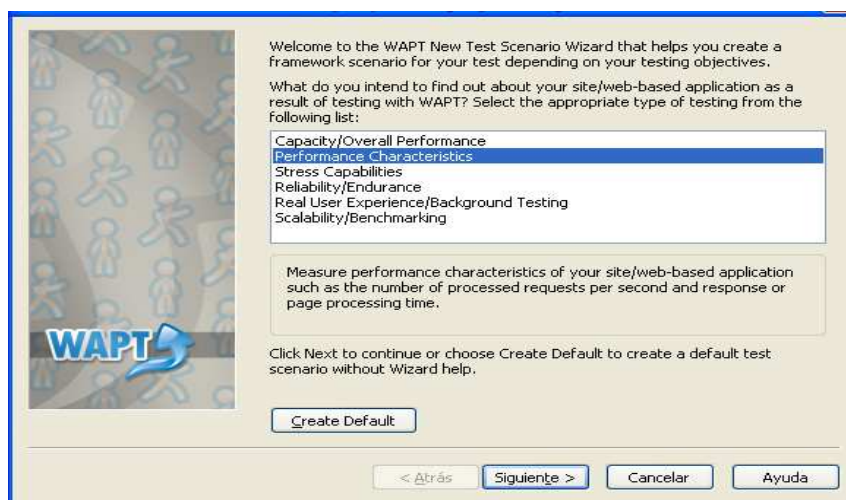 Welcome to the WAPT New Test Scenario Wizard that helps you create a
framework scenario for your test depending on your testing objectives.
What do you intend to find out about your site/web-based application as a
result of testing with WAPT? Select the appropriate type of testing from the
following list:
Capacity/Overall Performance
Performance Characteristics
Stress Capabilities
Reliability/Endurance
Real User Experience/Background Testing
Scalability/Benchmarking
Measure performance characteristics of your site/web-based application
such as the number of processed requests per second and response or
page processing time.
WAPT
Click Next to continue or choose Create Default to create a default test
scenario without Wizard help.
Create Default
< Atrás Siguiente > Cancelar Ayuda